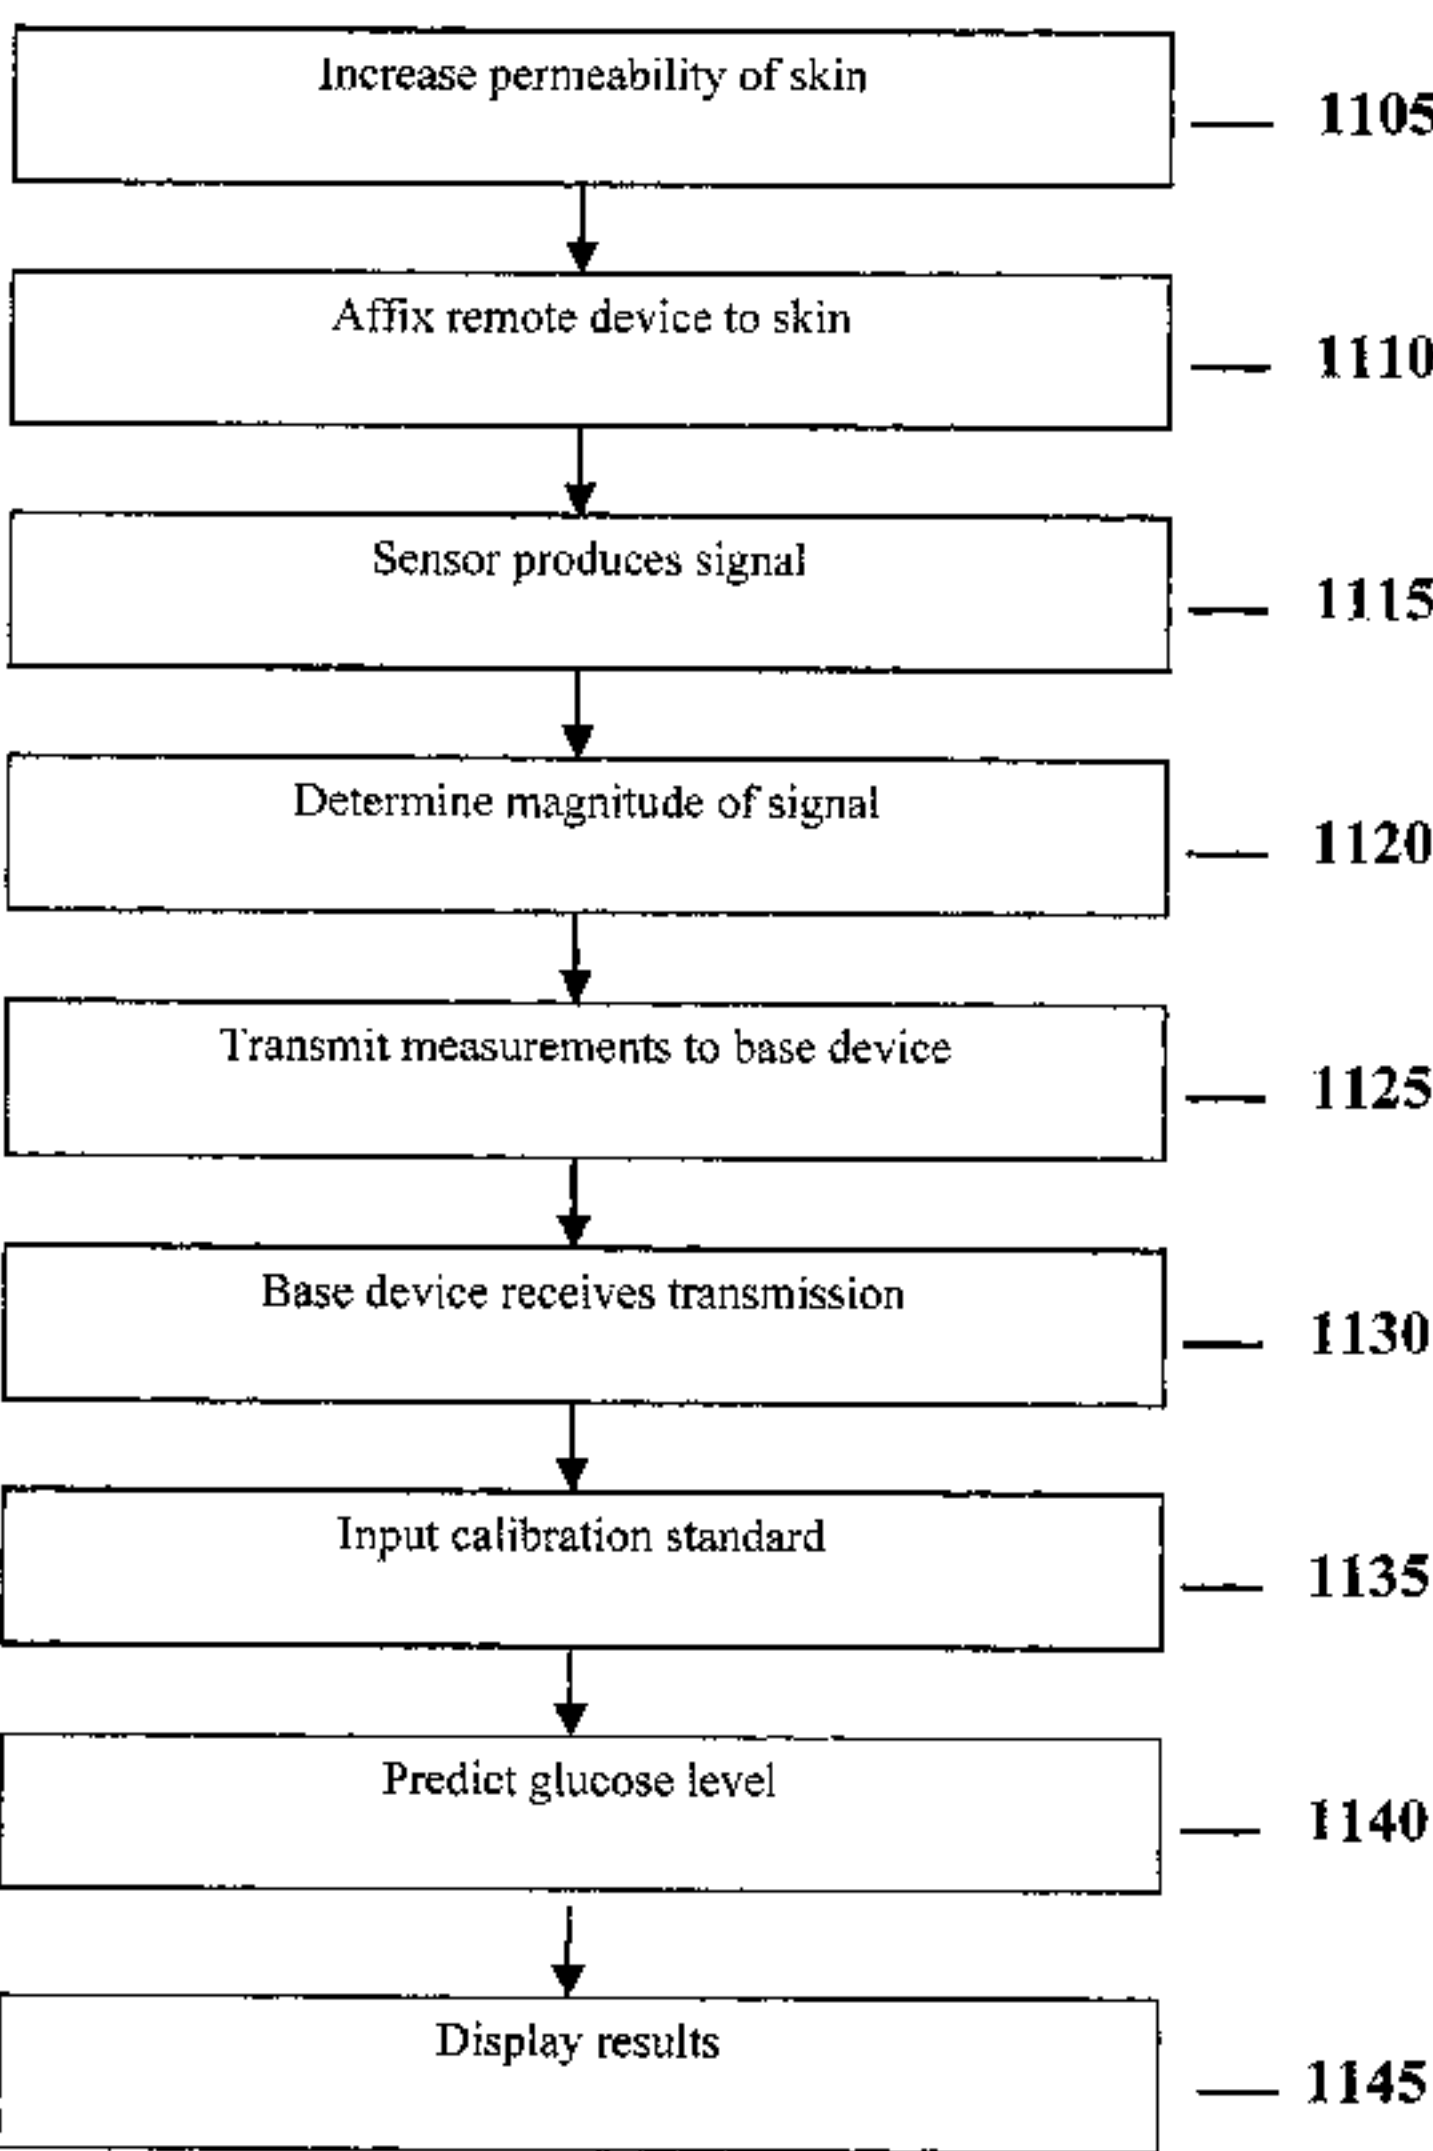 Increase permeability of skin
1105
Affix remote device to skin
1110
Sensor produces signal
1115
Determine magnitude of signal
1120
Transmit measurements to base device
1125
Base device receives transmission
1130
Input calibration standard
1135
Predict glucose level
1140
Display results
1145